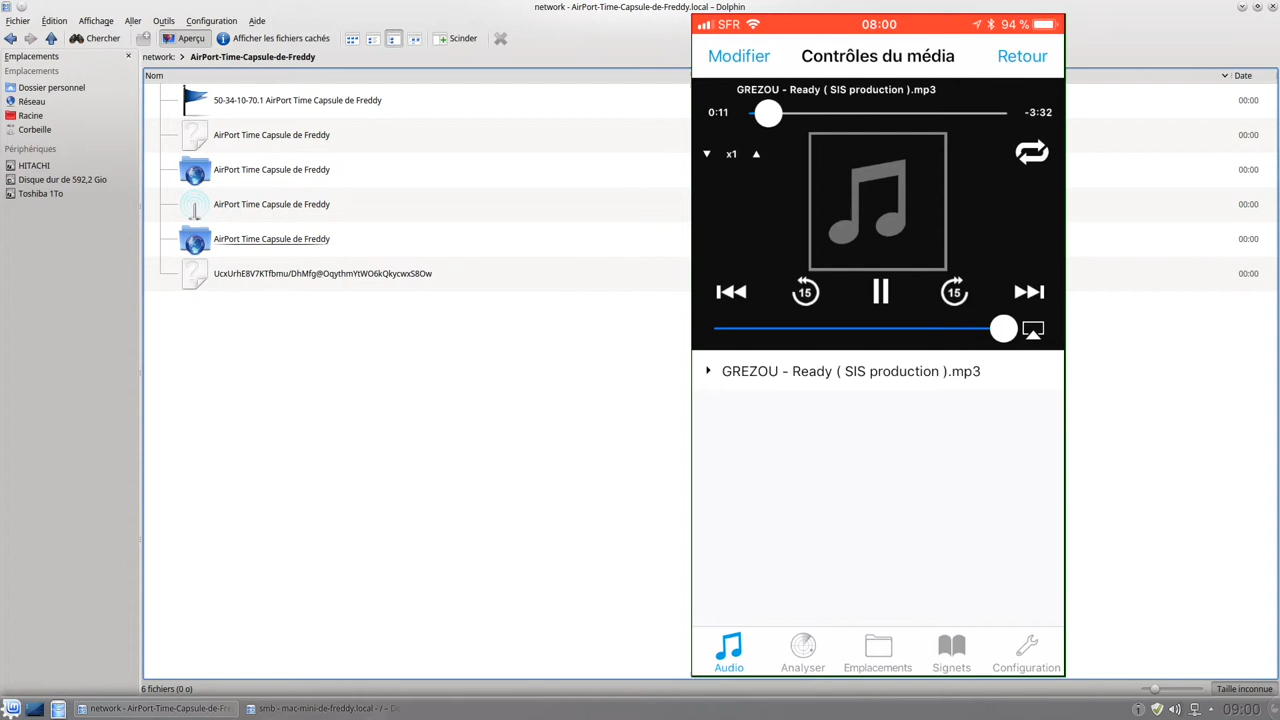 network - AirPort-Time-Capsule-de-Freddy.local - Dolphin
Fichier Édition Affichage Aller Outils Configuration Aide
Chercher Aperçu Afficher les fichiers cachés Scinder
Emplacements
Emplacements
Dossier personnel
Réseau
Racine
Corbeille
Périphériques
HITACHI
Disque dur de 592,2 Gio
Toshiba 1To
network: AirPort-Time-Capsule-de-Freddy
Nom Date
50-34-10-70.1 AirPort Time Capsule de Freddy 00:00
AirPort Time Capsule de Freddy 00:00
AirPort Time Capsule de Freddy 00:00
AirPort Time Capsule de Freddy 00:00
AirPort Time Capsule de Freddy 00:00
UcxUrhE8V7KTfbmu/DhMfg@OqythmYtWO6kQkycwxS8Ow 00:00
SFR 08:00 94 %
Modifier Contrôles du média Retour
GREZOU - Ready ( SIS production ).mp3
0:11 -3:32
x1
15 15
GREZOU - Ready ( SIS production ).mp3
Audio Analyser Emplacements Signets Configuration
6 fichiers (0 o) Taille inconnue
network - AirPort-Time-Capsule-de-Fr smb - mac-mini-de-freddy.local - / - 09:00